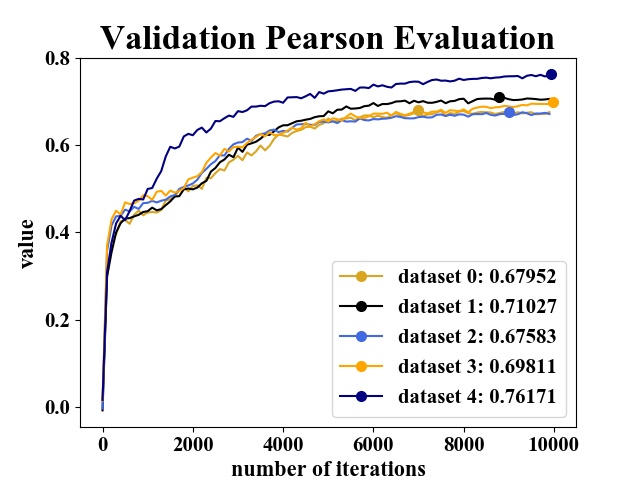 Validation Pearson Evaluation
0.8
0.6
0.4
0.2
0.0
value
dataset 0: 0.67952
dataset 1: 0.71027
dataset 2: 0.67583
dataset 3: 0.69811
dataset 4: 0.76171
0 2000 4000 6000 8000 10000
number of iterations